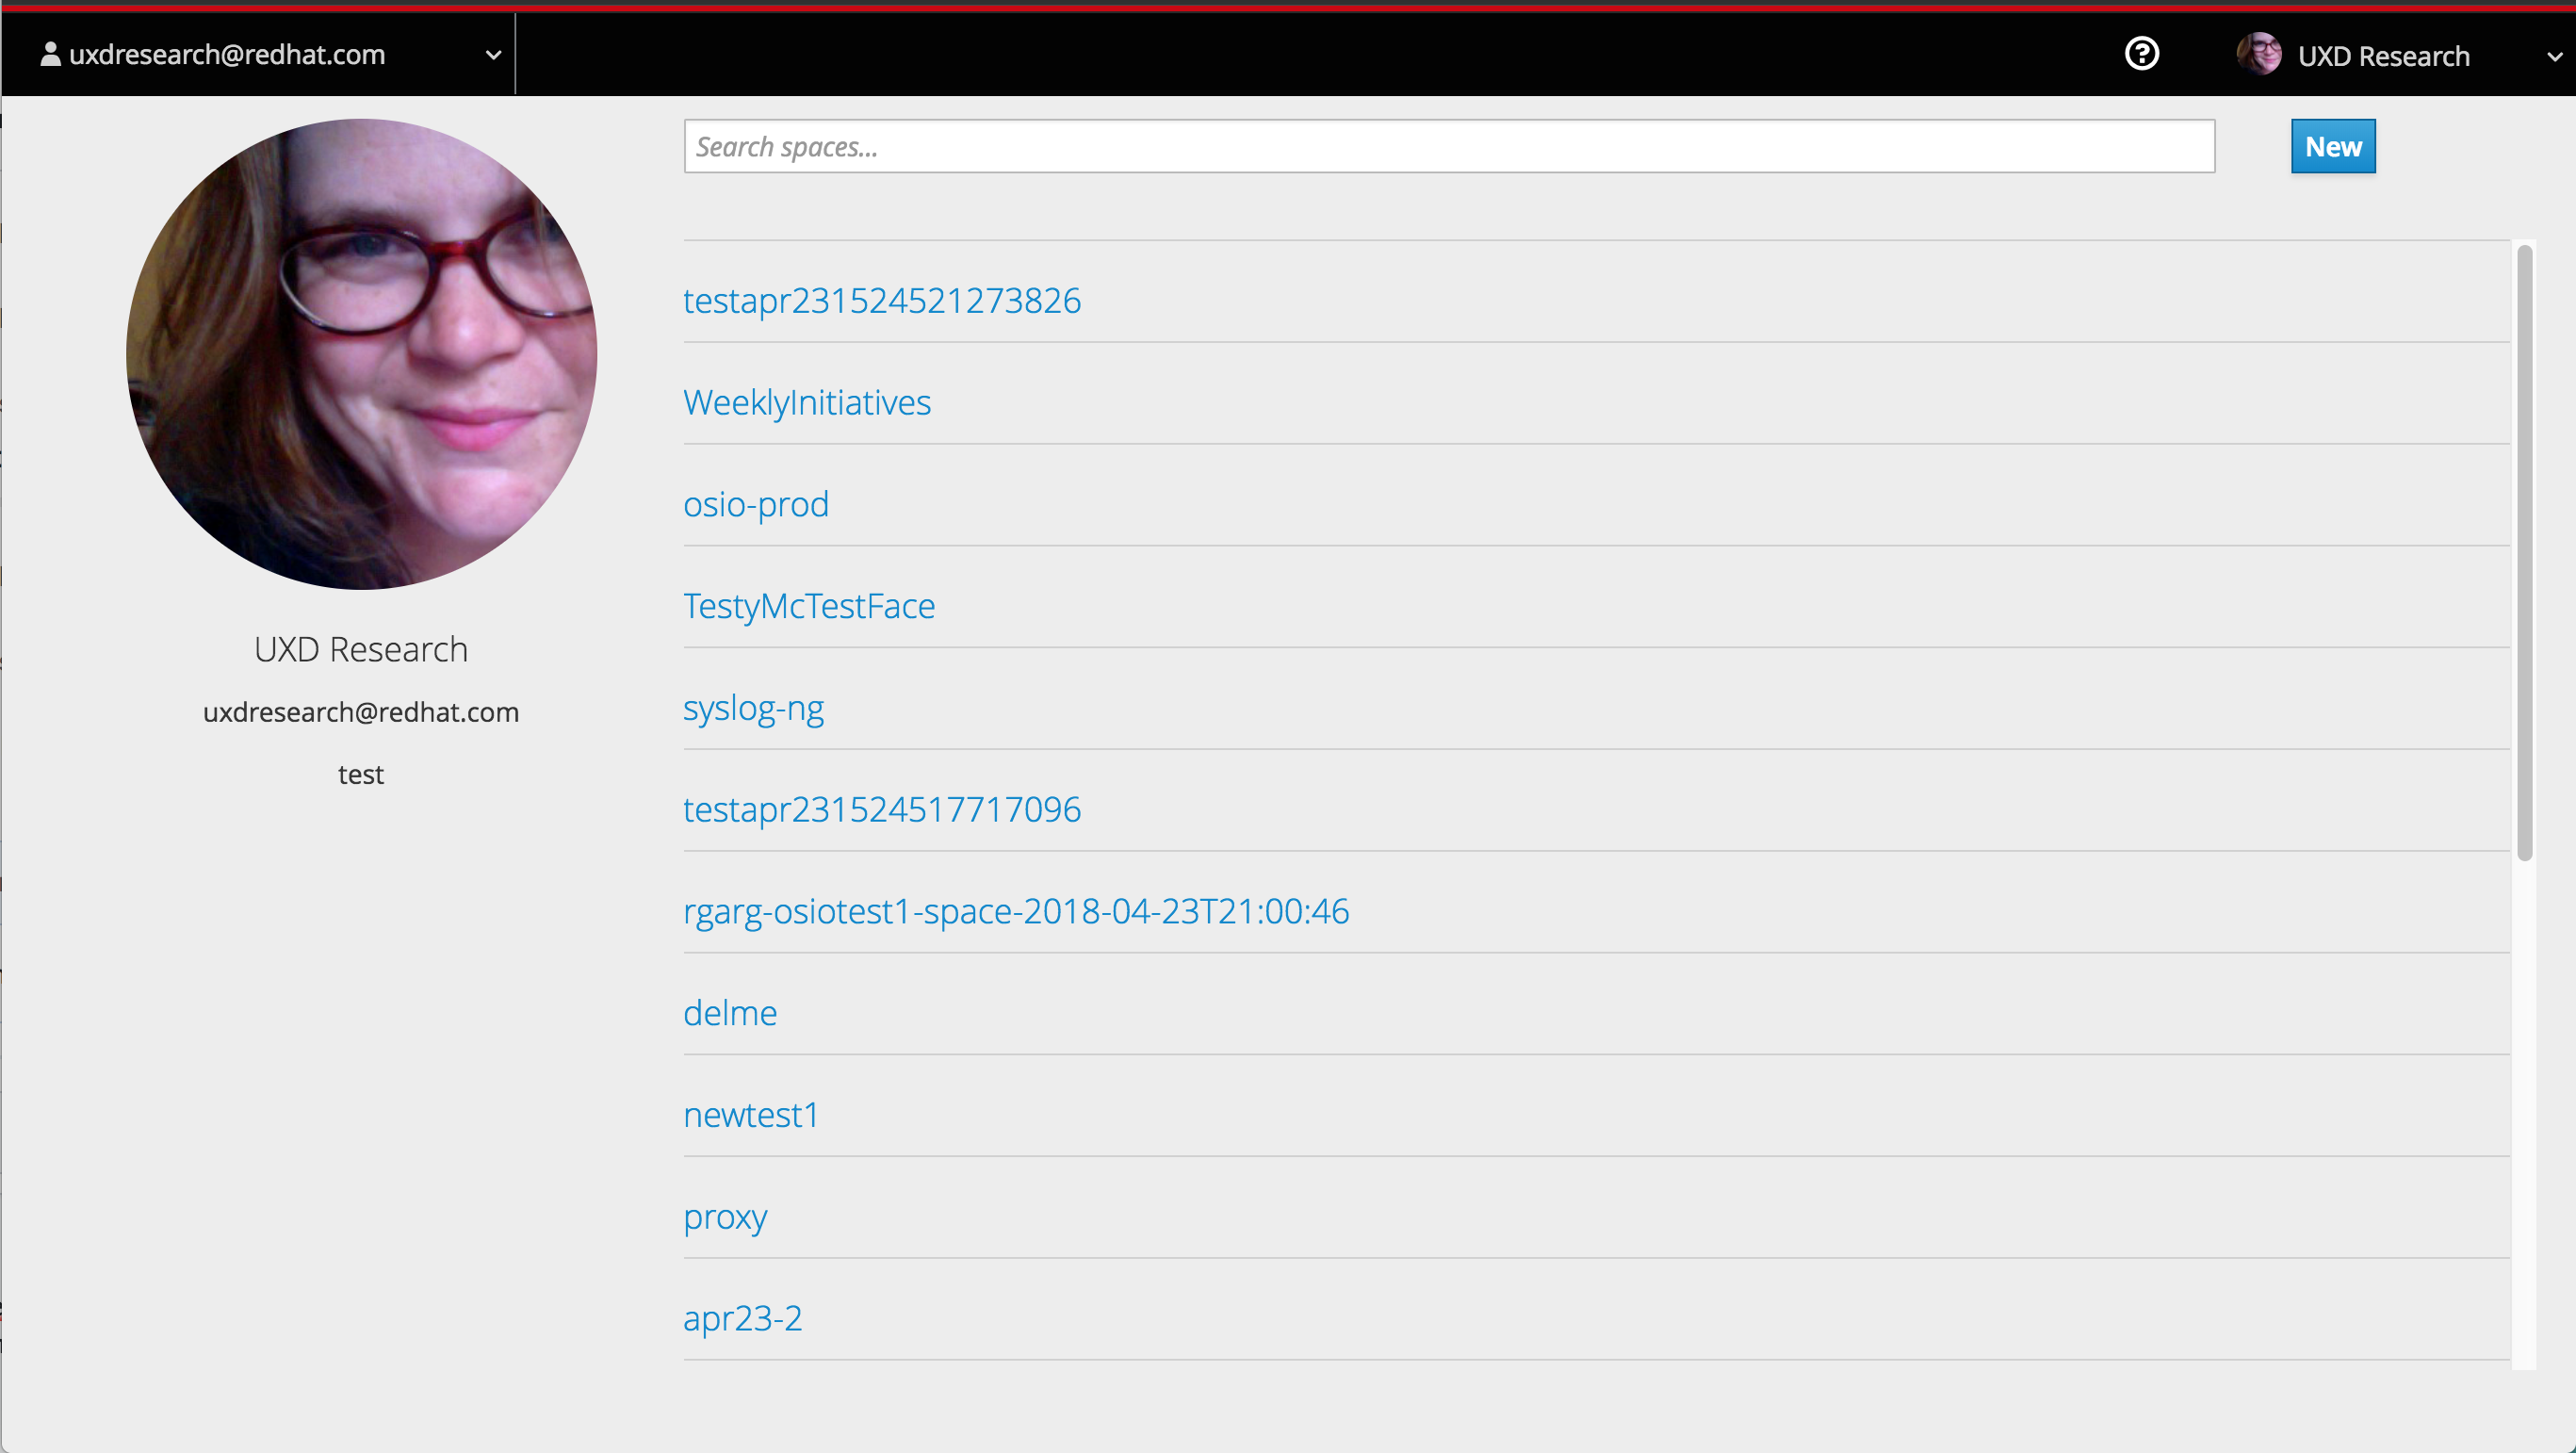 uxdresearch@redhat.com
UXD Research
Search spaces...
New
UXD Research
uxdresearch@redhat.com
test
testapr231524521273826
WeeklyInitiatives
osio-prod
TestyMcTestFace
syslog-ng
testapr231524517717096
rgarg-osiotest1-space-2018-04-23T21:00:46
delme
newtest1
proxy
apr23-2